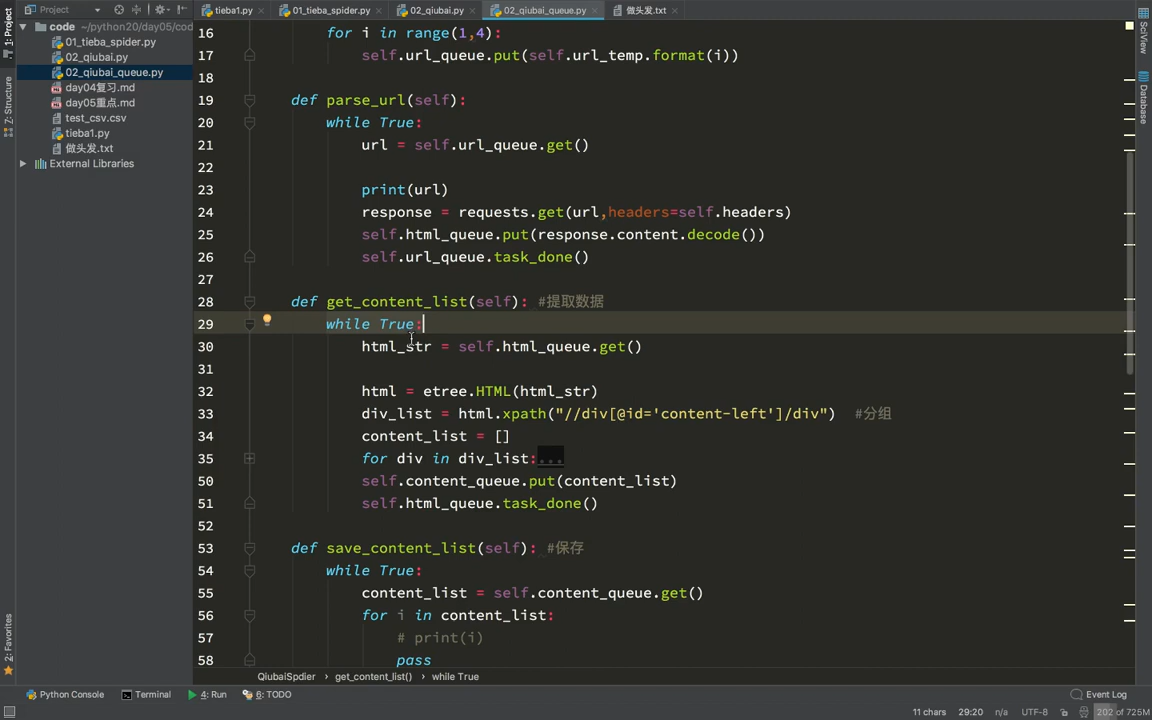 Project
tieba1.py
01_tieba_spider.py
02_qiubai.py
02_qiubai_queue.py
做头发.txt
1: Project
Z: Structure
2: Favorites
SciView
Database
code ~/python20/day05/code
01_tieba_spider.py
02_qiubai.py
02_qiubai_queue.py
day04复习.md
day05重点.md
test_csv.csv
tieba1.py
做头发.txt
External Libraries
16 for i in range(1,4):
17 self.url_queue.put(self.url_temp.format(i))
18
19 def parse_url(self):
20 while True:
21 url = self.url_queue.get()
22
23 print(url)
24 response = requests.get(url,headers=self.headers)
25 self.html_queue.put(response.content.decode())
26 self.url_queue.task_done()
27
28 def get_content_list(self): #提取数据
29 while True:
30 html_str = self.html_queue.get()
31
32 html = etree.HTML(html_str)
33 div_list = html.xpath("//div[@id='content-left']/div") #分组
34 content_list = []
35 for div in div_list:...
50 self.content_queue.put(content_list)
51 self.html_queue.task_done()
52
53 def save_content_list(self): #保存
54 while True:
55 content_list = self.content_queue.get()
56 for i in content_list:
57 # print(i)
58 pass
QiubaiSpdier › get_content_list() › while True
Python Console
Terminal
4: Run
6: TODO
Event Log
11 chars
29:20
n/a
UTF-8
202 of 725M